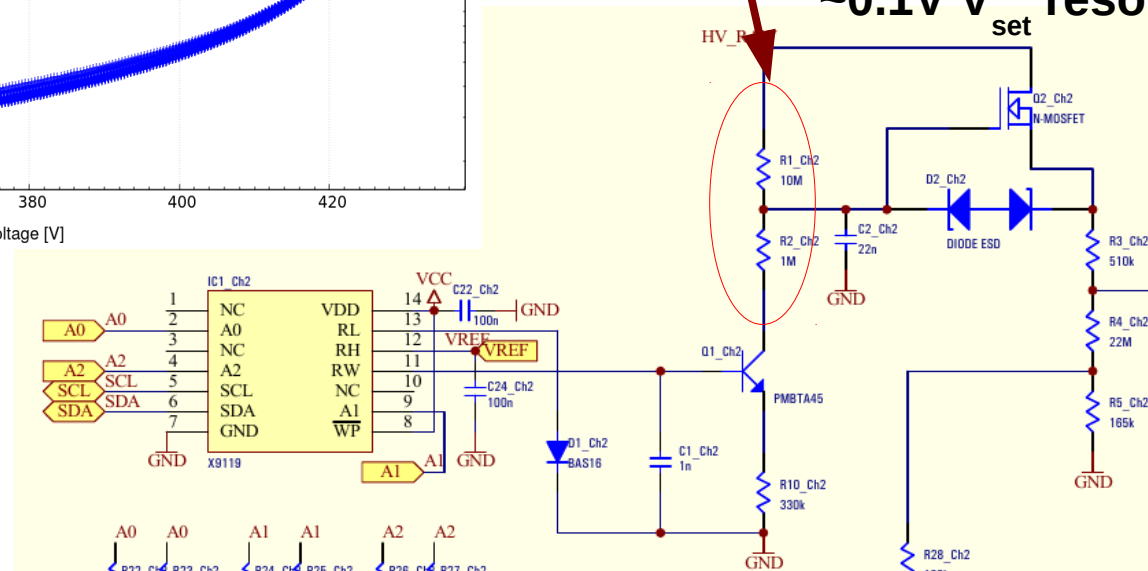 ~0.1V V
set
380
400
420
[V]
HV_R
Q2_Ch2
N-MOSFET
R1_Ch2
10M
D2_Ch2
DIODE ESD
R2_Ch2
1M
C2_Ch2
22n
GND
R3_Ch2
510k
R4_Ch2
22M
R5_Ch2
165k
GND
IC1_Ch2
1 NC VDD 14
2 A0 RL 13
3 NC RH 12
4 A2 RW 11
5 SCL NC 10
6 SDA A1 9
7 GND WP 8
X9119
A0 A0
A2 A2
SCL SCL
SDA SDA
GND
VCC
C22_Ch2
100n
GND
VREF
VREF
C24_Ch2
100n
GND
A1 A1
D1_Ch2
BAS16
C1_Ch2
1n
Q1_Ch2
PMBTA45
R10_Ch2
330k
GND
R28_Ch2
A0 A0 A1 A1 A2 A2
R25_Ch2 R27_Ch2